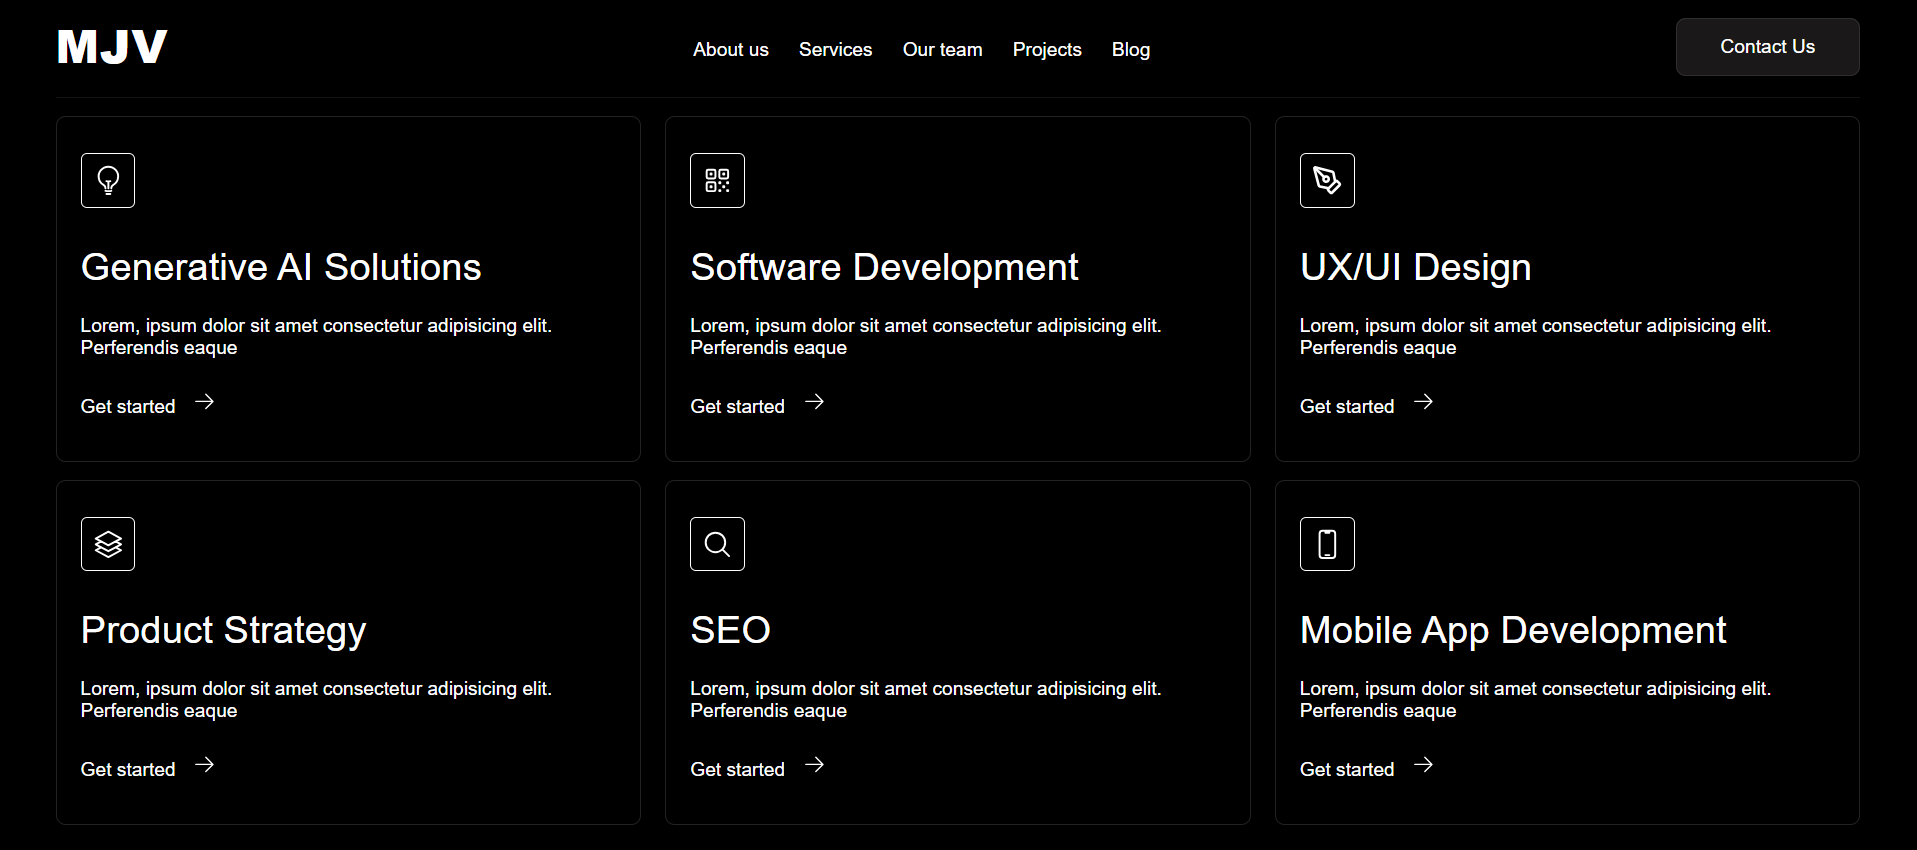 MJV
About us
Services
Our team
Projects
Blog
Contact Us
Generative AI Solutions
Lorem, ipsum dolor sit amet consectetur adipisicing elit.
Perferendis eaque
Get started
Software Development
Lorem, ipsum dolor sit amet consectetur adipisicing elit.
Perferendis eaque
Get started
UX/UI Design
Lorem, ipsum dolor sit amet consectetur adipisicing elit.
Perferendis eaque
Get started
Product Strategy
Lorem, ipsum dolor sit amet consectetur adipisicing elit.
Perferendis eaque
Get started
SEO
Lorem, ipsum dolor sit amet consectetur adipisicing elit.
Perferendis eaque
Get started
Mobile App Development
Lorem, ipsum dolor sit amet consectetur adipisicing elit.
Perferendis eaque
Get started